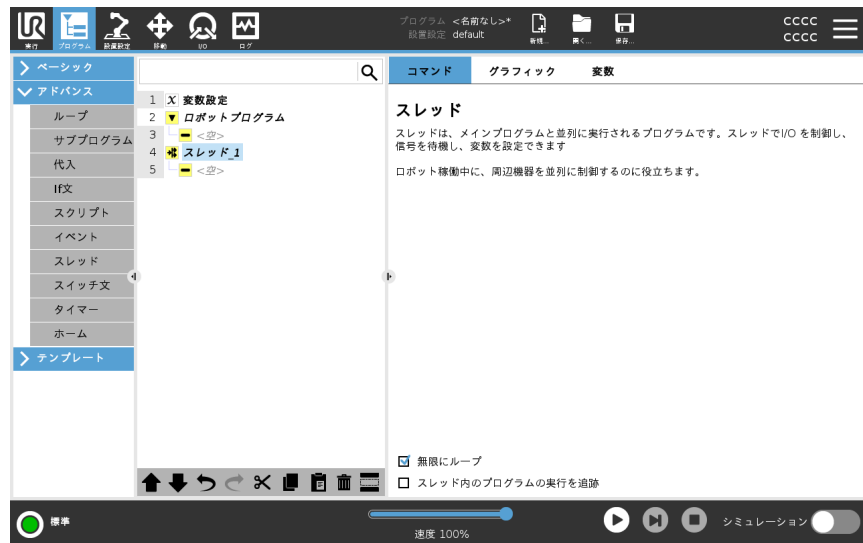 UR
実行
プログラム
設置設定
移動
I/O
ログ
プログラム <名前なし>*
設置設定 default
新規...
開く...
保存...
cccc
cccc
ベーシック
アドバンス
ループ
サブプログラム
代入
If文
スクリプト
イベント
スレッド
スイッチ文
タイマー
ホーム
テンプレート
1 X 変数設定
2 ロボットプログラム
3 <空>
4 スレッド_1
5 <空>
コマンド グラフィック 変数
スレッド
スレッドは、メインプログラムと並列に実行されるプログラムです。スレッドでI/O を制御し、
信号を待機し、変数を設定できます
ロボット稼働中に、周辺機器を並列に制御するのに役立ちます。
無限にループ
スレッド内のプログラムの実行を追跡
標準
速度 100%
シミュレーション